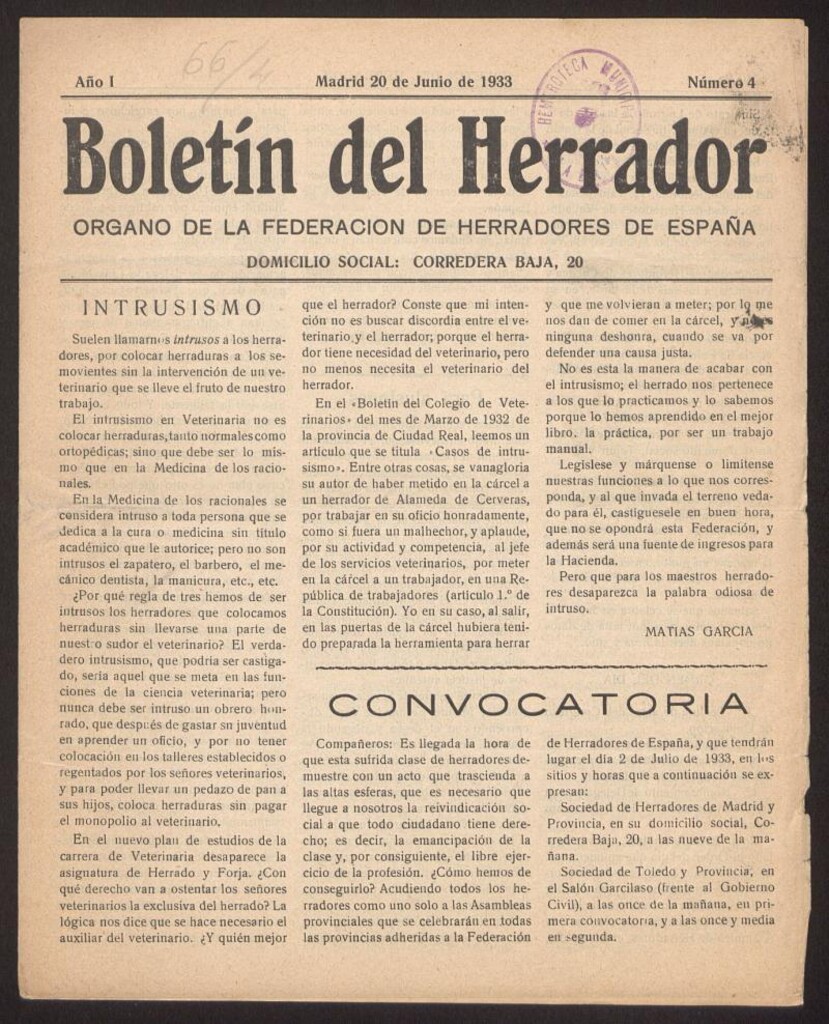 66/4
Año I
Madrid 20 de Junio de 1933
Número 4
HEMEROTECA MUNICIPAL
Boletín del Herrador
ORGANO DE LA FEDERACION DE HERRADORES DE ESPAÑA
DOMICILIO SOCIAL: CORREDERA BAJA, 20
INTRUSISMO
Suelen llamarnos intrusos a los herra-
dores, por colocar herraduras a los se-
movientes sin la intervención de un ve-
terinario que se lleve el fruto de nuestro
trabajo.
El intrusismo en Veterinaria no es
colocar herraduras, tanto normales como
ortopédicas; sino que debe ser lo mis-
mo que en la Medicina de los racio-
nales.
En la Medicina de los racionales se
considera intruso a toda persona que se
dedica a la cura o medicina sin título
académico que le autorice; pero no son
intrusos el zapatero, el barbero, el me-
cánico dentista, la manicura, etc., etc.
¿Por qué regla de tres hemos de ser
intrusos los herradores que colocamos
herraduras sin llevarse una parte de
nuestro sudor el veterinario? El verda-
dero intrusismo, que podría ser castiga-
do, sería aquel que se meta en las fun-
ciones de la ciencia veterinaria; pero
nunca debe ser intruso un obrero hon-
rado, que después de gastar sn juventud
en aprender un oficio, y por no tener
colocación en los talleres establecidos o
regentados por los señores veterinarios,
y para poder llevar un pedazo de pan a
sus hijos, coloca herraduras sin pagar
el monopolio al veterinario.
En el nuevo plan de estudios de la
carrera de Veterinaria desaparece la
asignatura de Herrado y Forja. ¿Con
qué derecho van a ostentar los señores
veterinarios la exclusiva del herrado? La
lógica nos dice que se hace necesario el
auxiliar del veterinario. ¿Y quién mejor
que el herrador? Conste que mi inten-
ción no es buscar discordia entre el ve-
terinario y el herrador; porque el herra-
dor tiene necesidad del veterinario, pero
no menos necesita el veterinario del
herrador.
En el «Boletín del Colegio de Vete-
rinarios» del mes de Marzo de 1932 de
la provincia de Ciudad Real, leemos un
artículo que se titula «Casos de intru-
sismo». Entre otras cosas, se vanagloria
su autor de haber metido en la cárcel a
un herrador de Alameda de Cerveras,
por trabajar en su oficio honradamente,
como si fuera un malhechor, y aplaude,
por su actividad y competencia, al jefe
de los servicios veterinarios, por meter
en la cárcel a un trabajador, en una Re-
pública de trabajadores (artículo 1.º de
la Constitución). Yo en su caso, al salir,
en las puertas de la cárcel hubiera teni-
do preparada la herramienta para herrar
y que me volvieran a meter; por lo me
nos dan de comer en la cárcel, y no es
ninguna deshonra, cuando se va por
defender una causa justa.
No es esta la manera de acabar con
el intrusismo; el herrado nos pertenece
a los que lo practicamos y lo sabemos
porque lo hemos aprendido en el mejor
libro, la práctica, por ser un trabajo
manual.
Legíslese y márquense o limítense
nuestras funciones a lo que nos corres-
ponda, y al que invada el terreno veda-
do para él, castíguesele en buen hora,
que no se opondrá esta Federación, y
además será una fuente de ingresos para
la Hacienda.
Pero que para los maestros herrado-
res desaparezca la palabra odiosa de
intruso.
MATIAS GARCIA
CONVOCATORIA
Compañeros: Es llegada la hora de
que esta sufrida clase de herradores de-
muestre con un acto que trascienda a
las altas esferas, que es necesario que
llegue a nosotros la reivindicación so-
cial a que todo ciudadano tiene dere-
cho; es decir, la emancipación de la
clase y, por consiguiente, el libre ejer-
cicio de la profesión. ¿Cómo hemos de
conseguirlo? Acudiendo todos los he-
rradores como uno solo a las Asambleas
provinciales que se celebrarán en todas
las provincias adheridas a la Federación
de Herradores de España, y que tendrán
lugar el día 2 de Julio de 1933, en los
sitios y horas que a continuación se ex-
presan:
Sociedad de Herradores de Madrid y
Provincia, en su domicilio social, Co-
rredera Baja, 20, a las nueve de la ma-
ñana.
Sociedad de Toledo y Provincia, en
el Salón Garcilaso (frente al Gobierno
Civil), a las once de la mañana, en pri-
mera convocatoria, y a las once y media
en segunda.